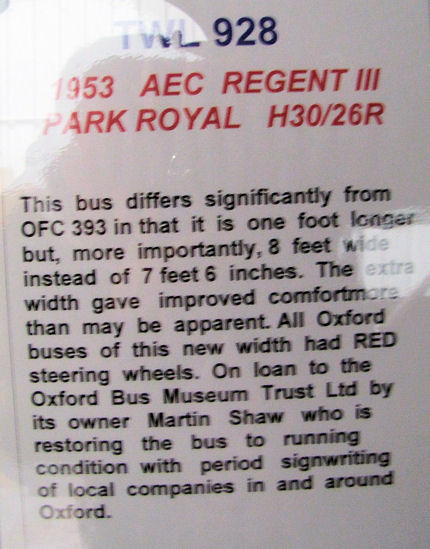 TWL 928
1953 AEC REGENT III
PARK ROYAL H30/26R
This bus differs significantly from
OFC 393 in that it is one foot longer
but, more importantly, 8 feet wide
instead of 7 feet 6 inches. The extra
width gave improved comfortmore
than may be apparent. All Oxford
buses of this new width had RED
steering wheels. On loan to the
Oxford Bus Museum Trust Ltd by
its owner Martin Shaw who is
restoring the bus to running
condition with period signwriting
of local companies in and around
Oxford.